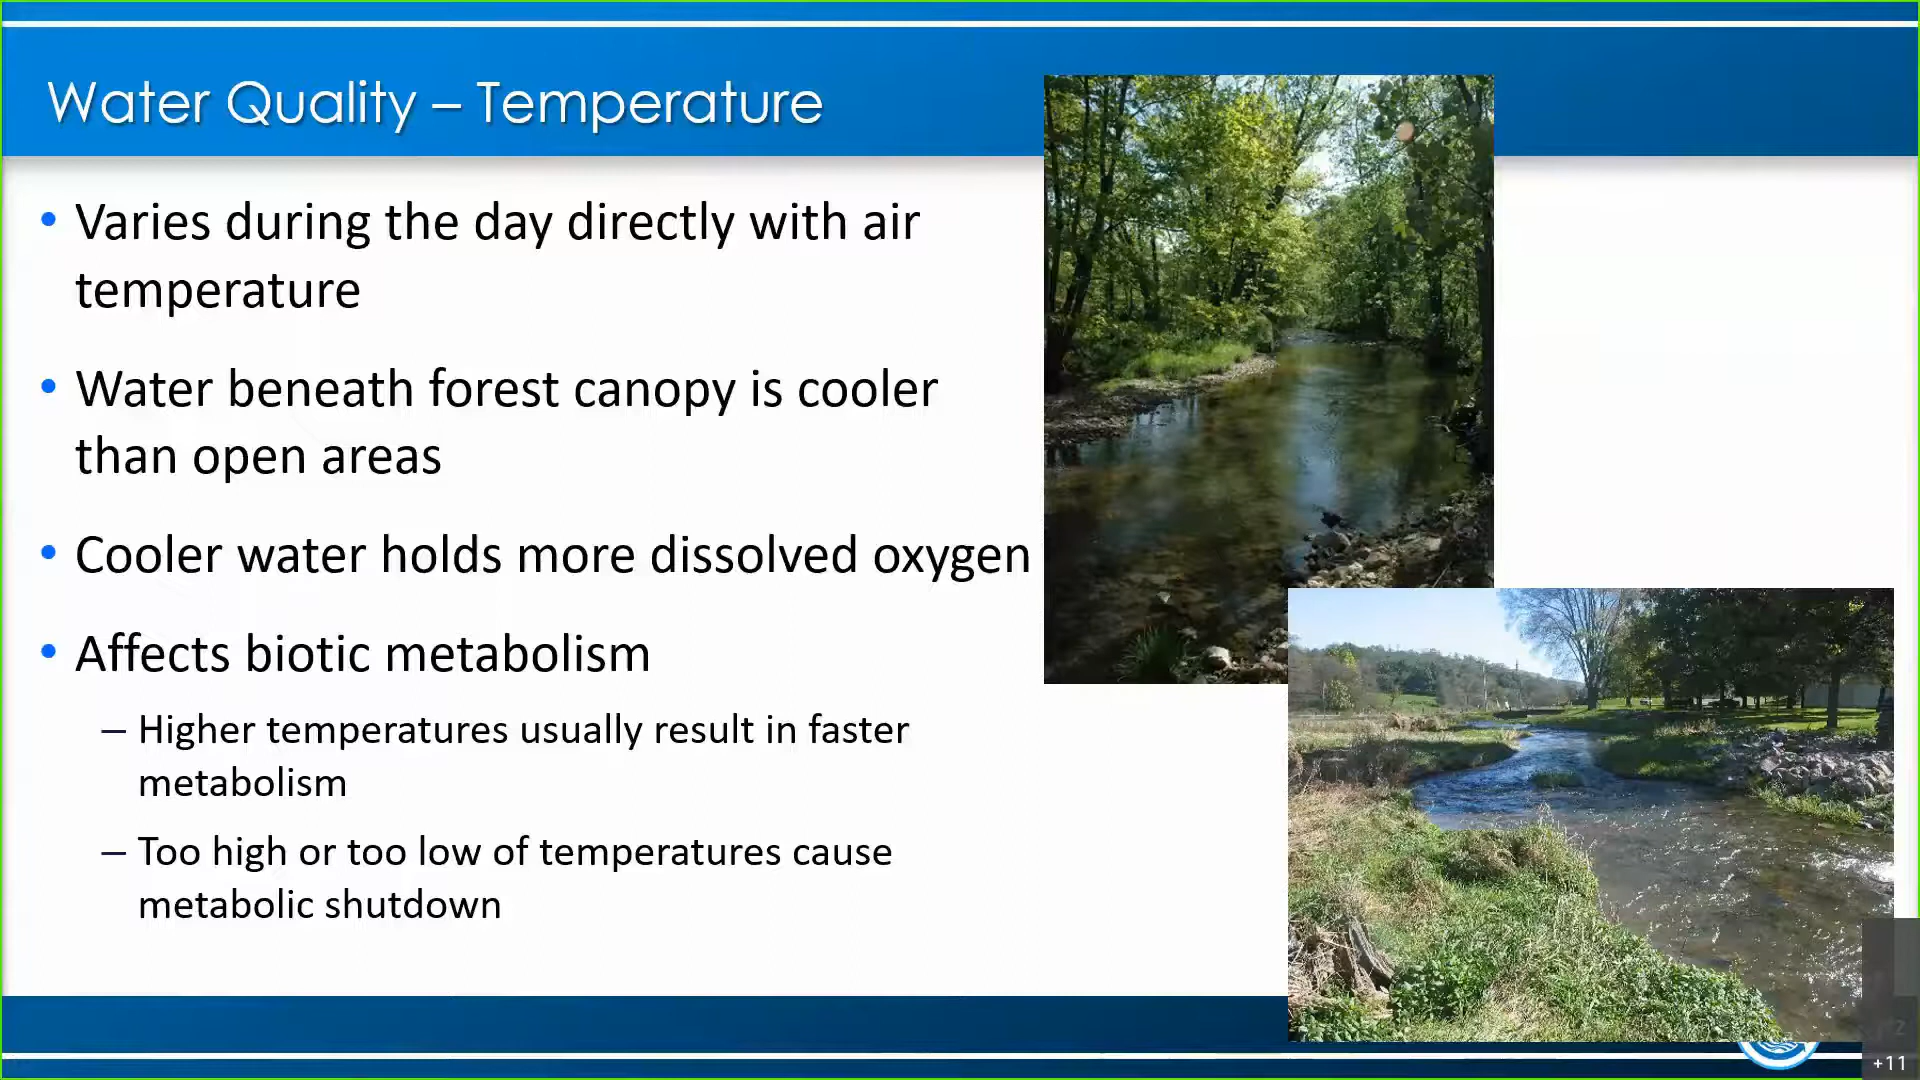 Water Quality – Temperature
• Varies during the day directly with air
temperature
• Water beneath forest canopy is cooler
than open areas
• Cooler water holds more dissolved oxygen
• Affects biotic metabolism
– Higher temperatures usually result in faster
metabolism
– Too high or too low of temperatures cause
metabolic shutdown
+11